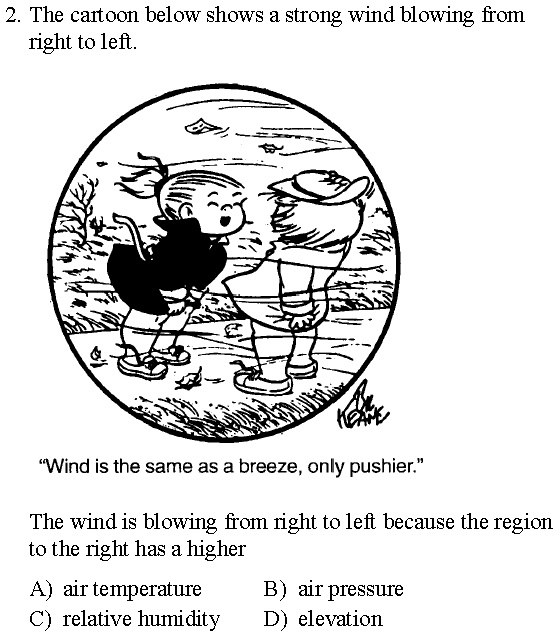 2. The cartoon below shows a strong wind blowing from
right to left.
BIL
KEANE
“Wind is the same as a breeze, only pushier.”
The wind is blowing from right to left because the region
to the right has a higher
A) air temperature B) air pressure
C) relative humidity D) elevation